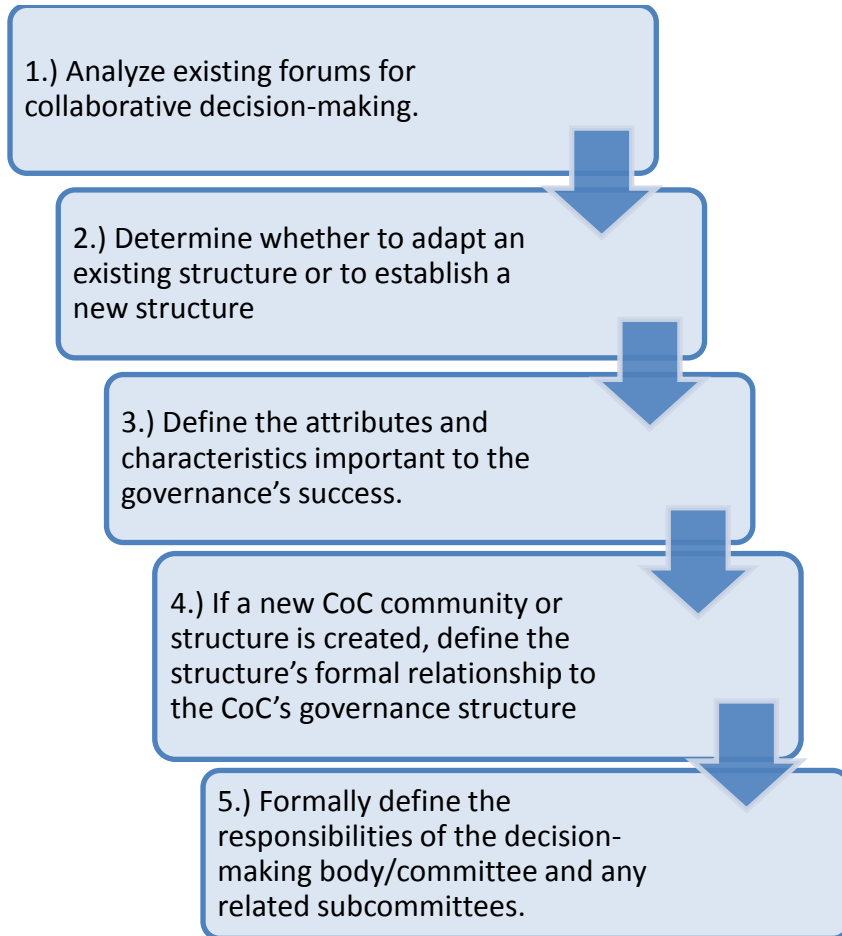 1.) Analyze existing forums for
collaborative decision-making.
2.) Determine whether to adapt an
existing structure or to establish a
new structure
3.) Define the attributes and
characteristics important to the
governance’s success.
4.) If a new CoC community or
structure is created, define the
structure’s formal relationship to
the CoC’s governance structure
5.) Formally define the
responsibilities of the decision-
making body/committee and any
related subcommittees.